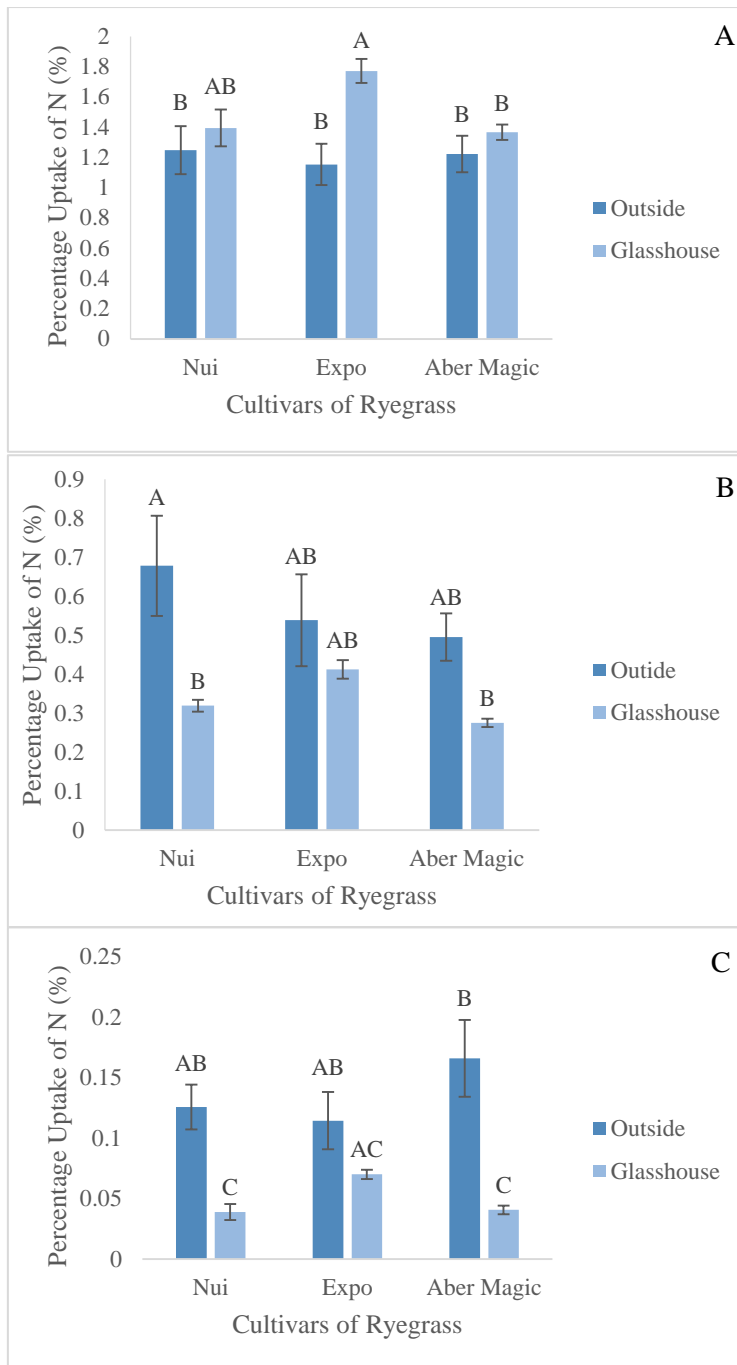 A
Percentage Uptake of N (%)
2
1.8
1.6
1.4
1.2
1
0.8
0.6
0.4
0.2
0
B
AB
B
A
B
B
Nui
Expo
Aber Magic
Cultivars of Ryegrass
Outside
Glasshouse
B
Percentage Uptake of N (%)
0.9
0.8
0.7
0.6
0.5
0.4
0.3
0.2
0.1
0
A
B
AB
AB
AB
B
Nui
Expo
Aber Magic
Cultivars of Ryegrass
Outide
Glasshouse
C
Percentage Uptake of N (%)
0.25
0.2
0.15
0.1
0.05
0
AB
C
AB
AC
B
C
Nui
Expo
Aber Magic
Cultivars of Ryegrass
Outside
Glasshouse